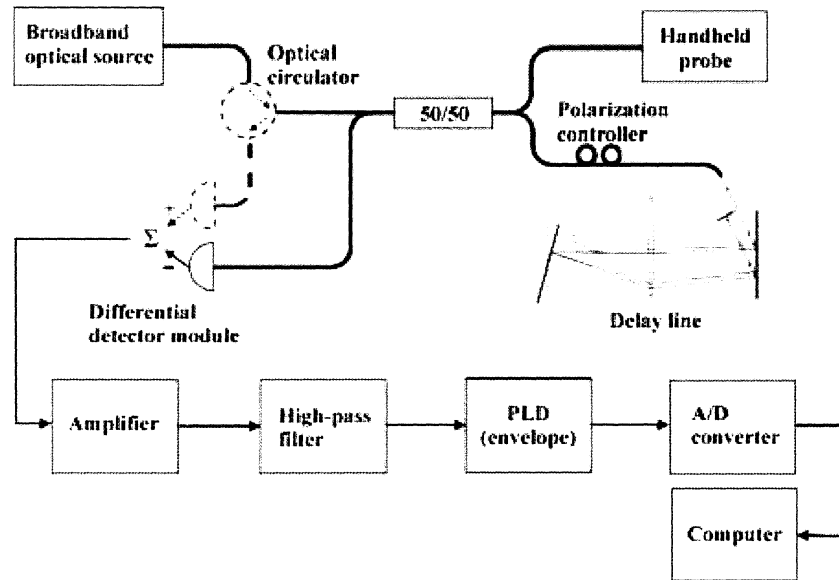 Broadband
optical source
Optical
circulator
50/50
Handheld
probe
Polarization
controller
+
Σ
–
Differential
detector module
Delay line
Amplifier
High-pass
filter
PLD
(envelope)
A/D
converter
Computer